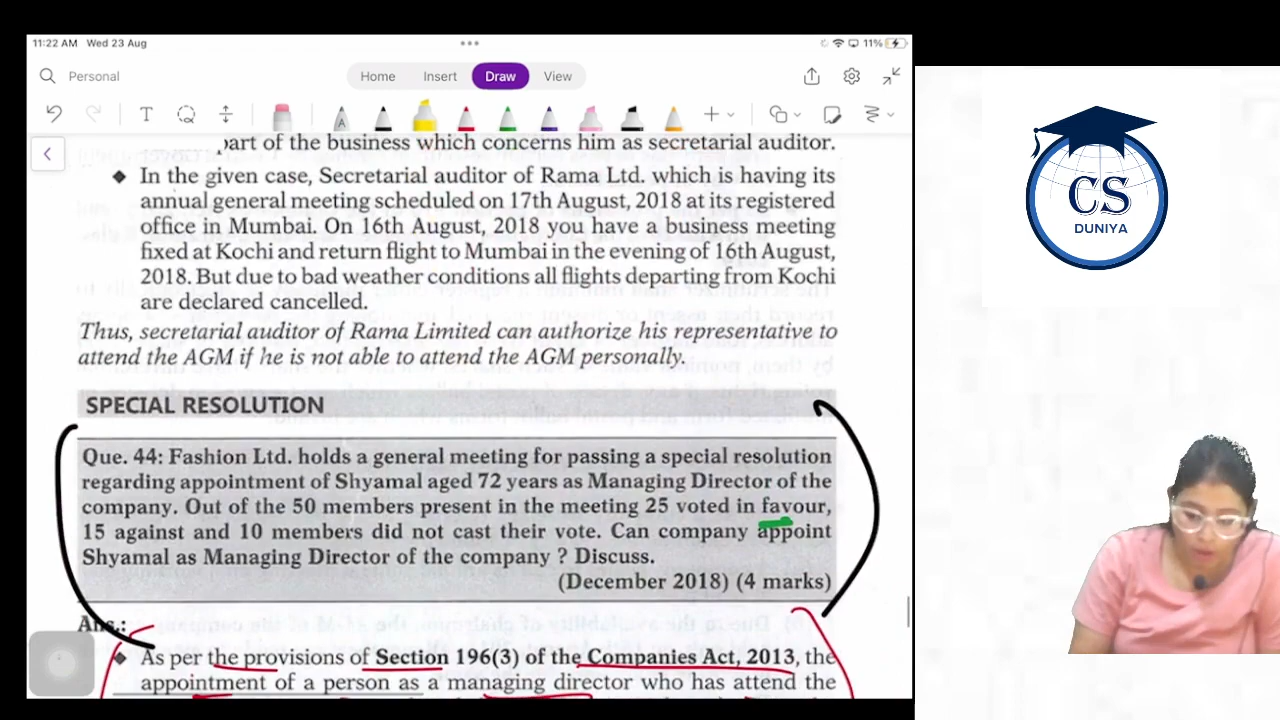 11:22 AM Wed 23 Aug
11%
Personal
Home Insert Draw View
part of the business which concerns him as secretarial auditor.
❖ In the given case, Secretarial auditor of Rama Ltd. which is having its
annual general meeting scheduled on 17th August, 2018 at its registered
office in Mumbai. On 16th August, 2018 you have a business meeting
fixed at Kochi and return flight to Mumbai in the evening of 16th August,
2018. But due to bad weather conditions all flights departing from Kochi
are declared cancelled.
Thus, secretarial auditor of Rama Limited can authorize his representative to
attend the AGM if he is not able to attend the AGM personally.
SPECIAL RESOLUTION
Que. 44: Fashion Ltd. holds a general meeting for passing a special resolution
regarding appointment of Shyamal aged 72 years as Managing Director of the
company. Out of the 50 members present in the meeting 25 voted in favour,
15 against and 10 members did not cast their vote. Can company appoint
Shyamal as Managing Director of the company ? Discuss.
(December 2018) (4 marks)
Ans.:
❖ As per the provisions of Section 196(3) of the Companies Act, 2013, the
appointment of a person as a managing director who has attend the
CS
DUNIYA